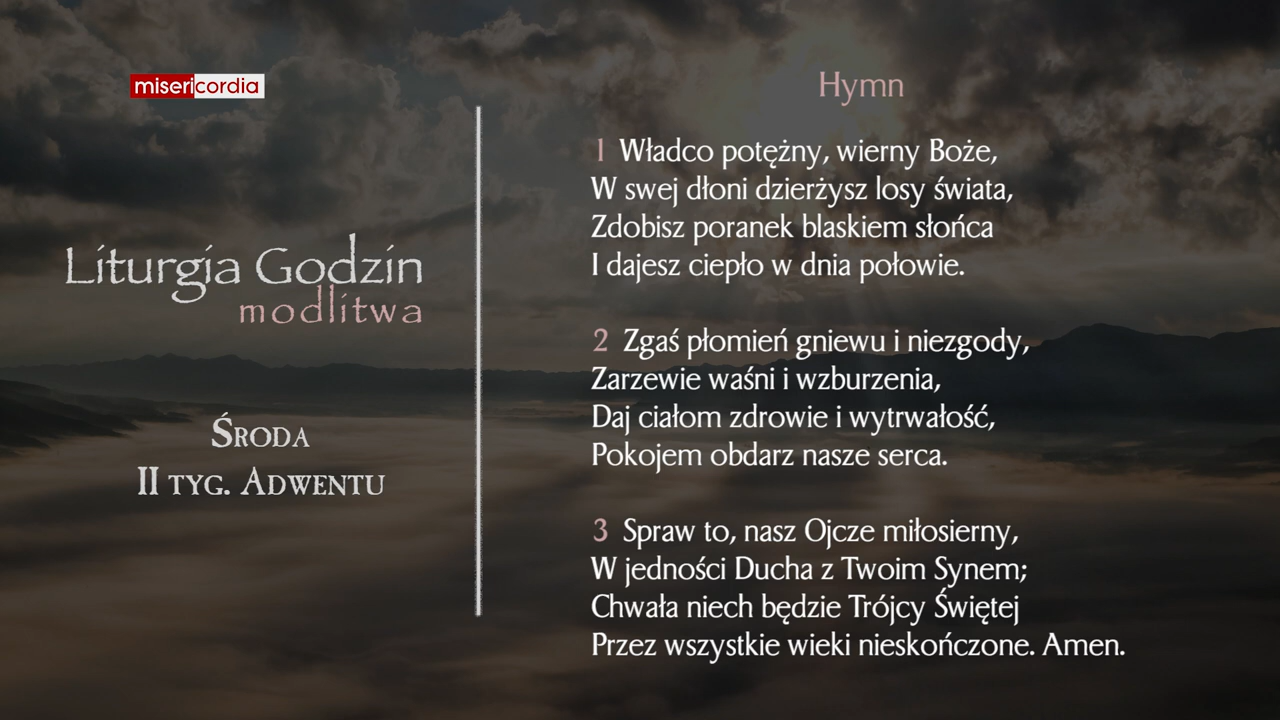 misericordia
Liturgia Godzin
modlitwa
Środa
II tyg. Adwentu
Hymn
1 Władco potężny, wierny Boże,
W swej dłoni dzierżysz losy świata,
Zdobisz poranek blaskiem słońca
I dajesz ciepło w dnia połowie.
2 Zgaś płomień gniewu i niezgody,
Zarzewie waśni i wzburzenia,
Daj ciałom zdrowie i wytrwałość,
Pokojem obdarz nasze serca.
3 Spraw to, nasz Ojcze miłosierny,
W jedności Ducha z Twoim Synem;
Chwała niech będzie Trójcy Świętej
Przez wszystkie wieki nieskończone. Amen.